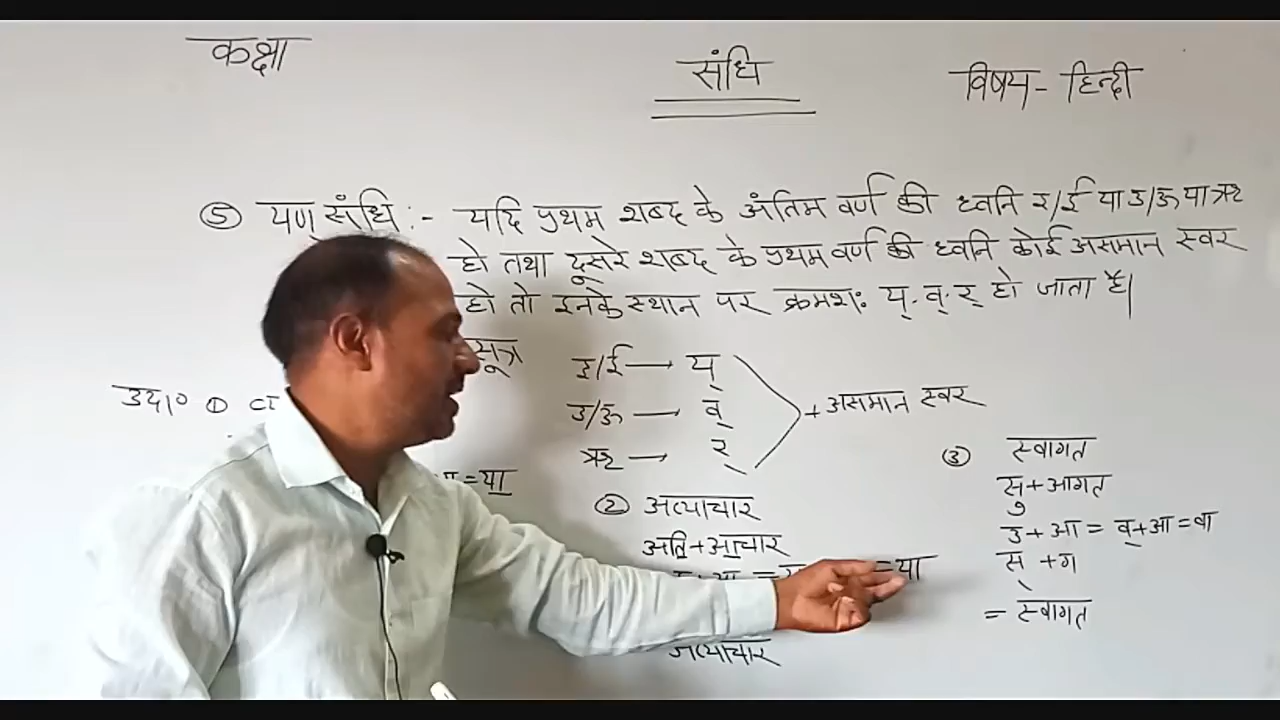 कक्षा
संधि
विषय- हिन्दी
⑤ यण् संधि :- यदि प्रथम शब्द के अंतिम वर्ण की ध्वनि इ/ई या उ/ऊ या ऋ
हो तथा दूसरे शब्द के प्रथम वर्ण की ध्वनि कोई असमान स्वर
हो तो इनके स्थान पर क्रमशः य्. व्. र् हो जाता है।
सूत्र
इ/ई → य्
उ/ऊ → व्
ऋ → र्
+ असमान स्वर
उदा० ①
= या
② अत्याचार
अति+आचार
= या
अत्याचार
③ स्वागत
सु+आगत
उ+आ = व्+आ = वा
स् +ग
= स्वागत